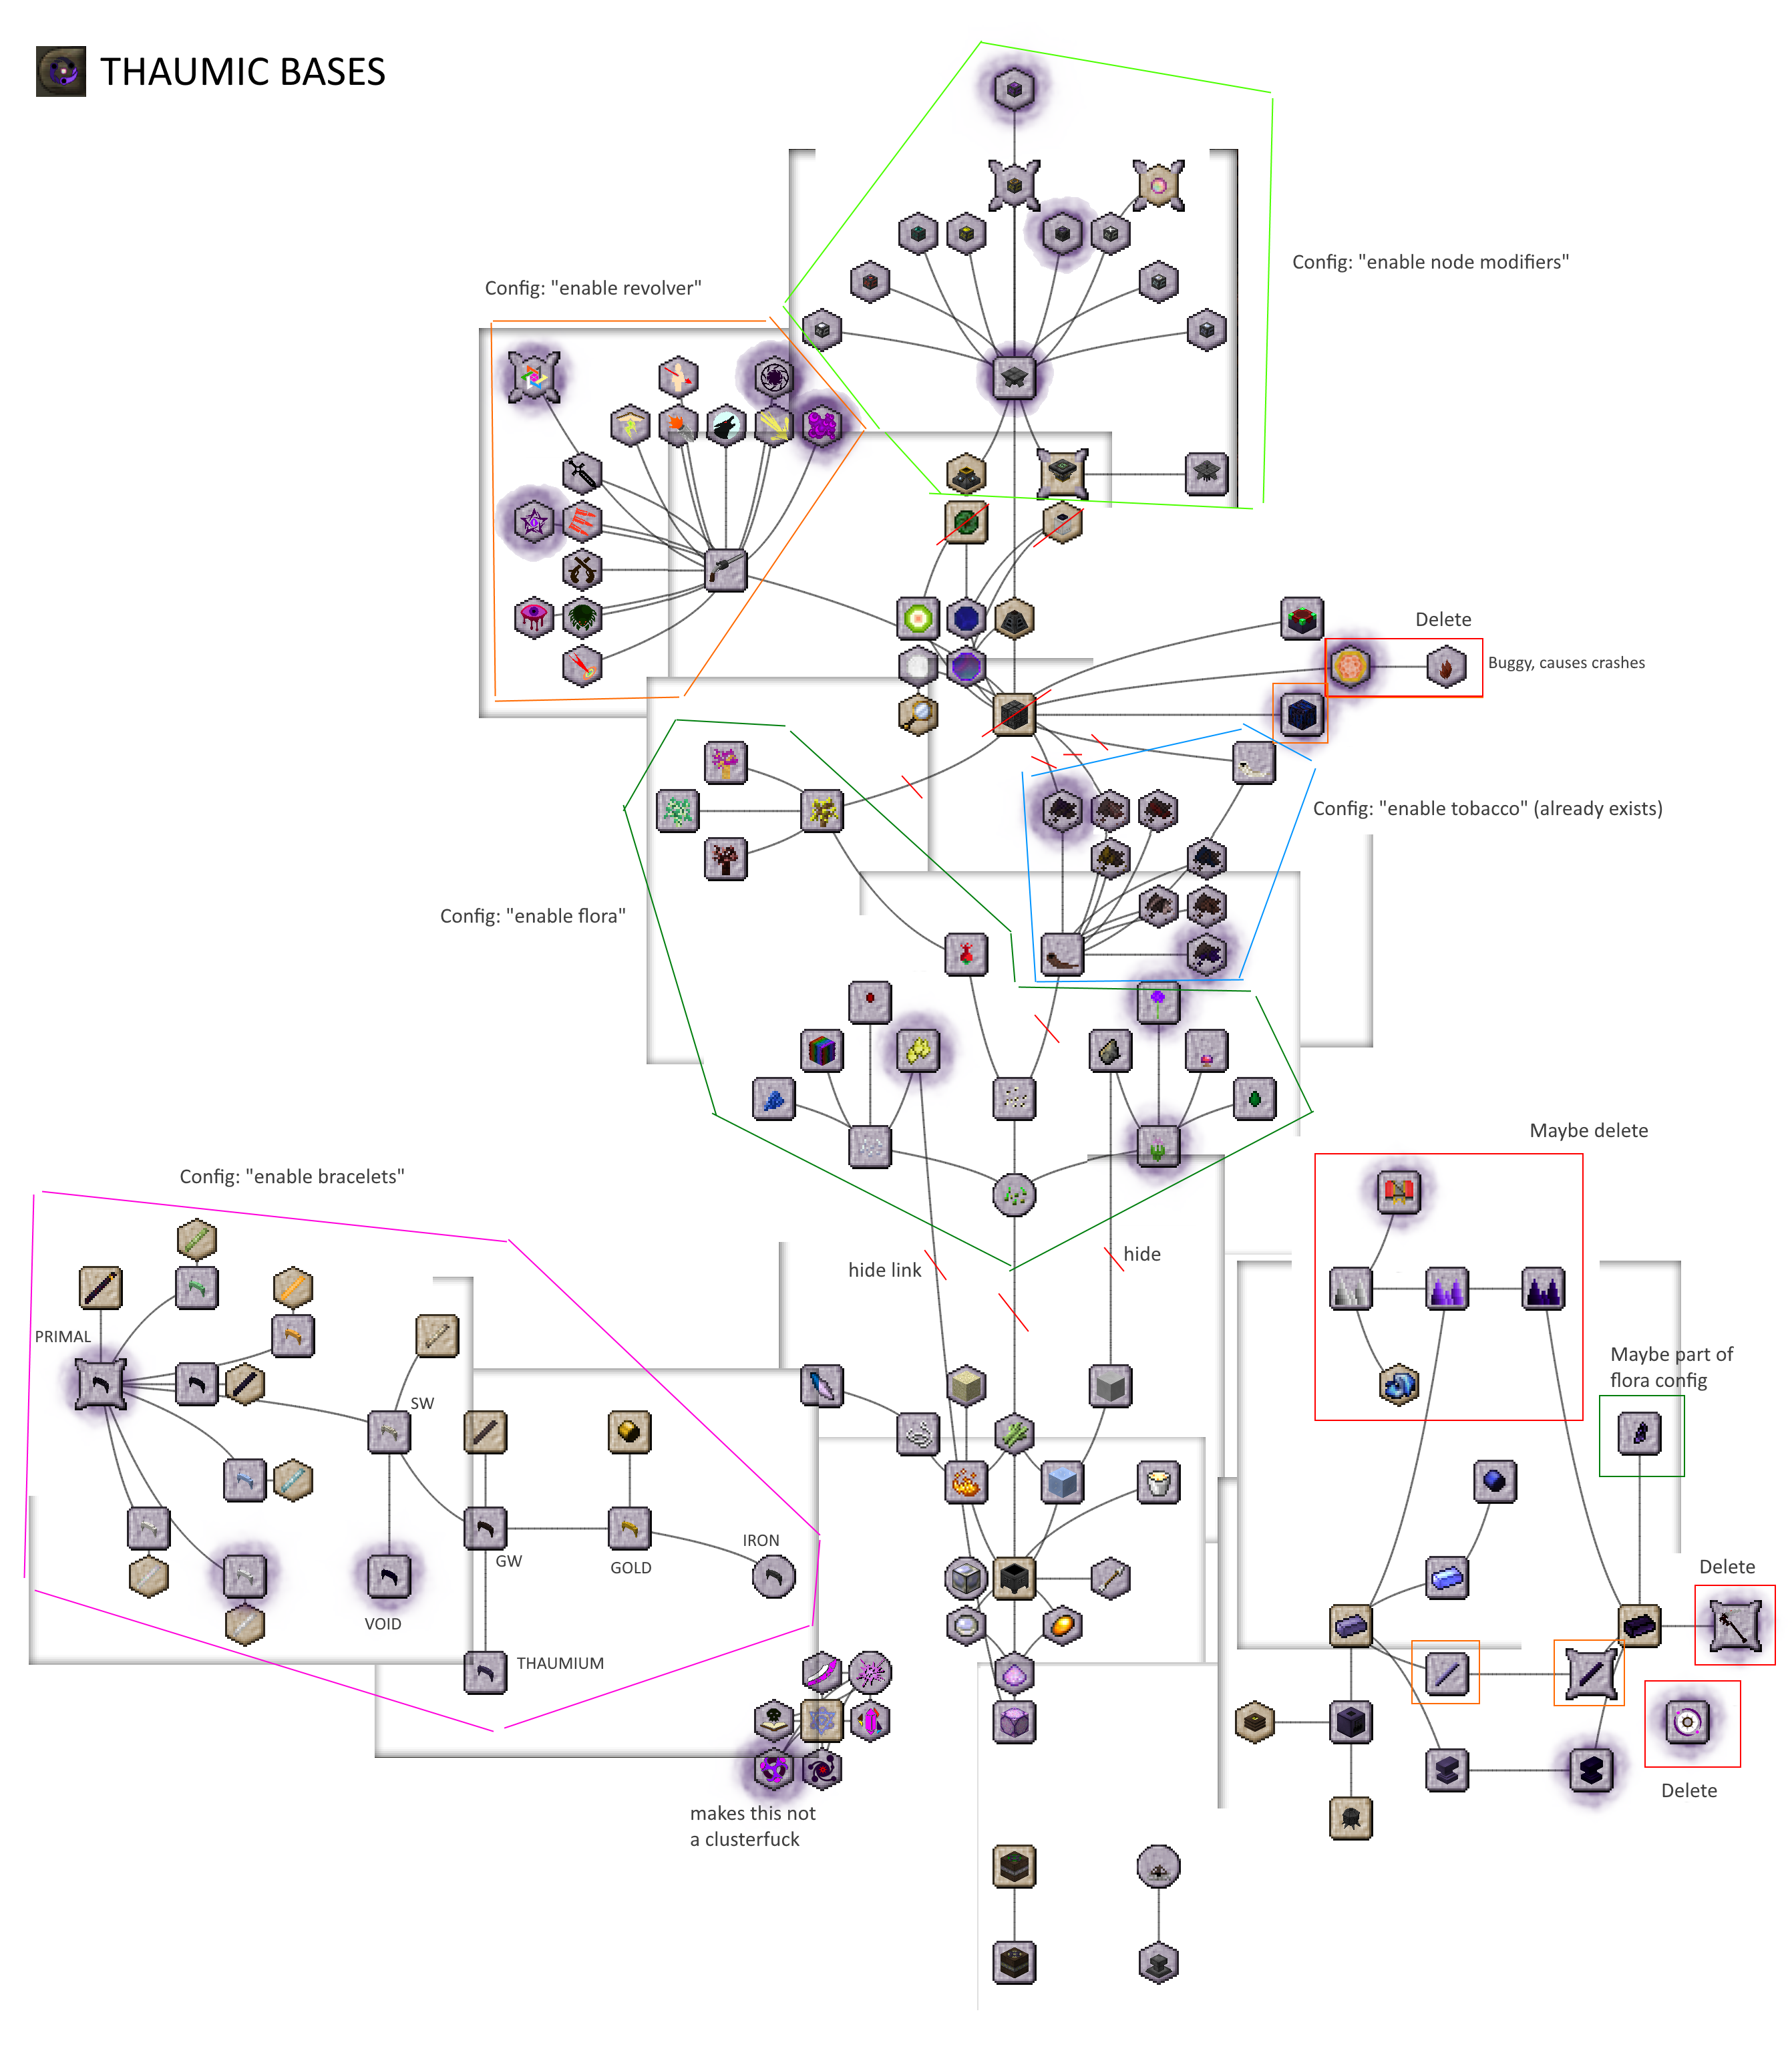 THAUMIC BASES
Config: "enable node modifiers"
Config: "enable revolver"
Delete
Buggy, causes crashes
Config: "enable tobacco" (already exists)
Config: "enable flora"
Maybe delete
Config: "enable bracelets"
hide link
hide
PRIMAL
SW
Maybe part of
flora config
IRON
GW
GOLD
Delete
VOID
THAUMIUM
Delete
makes this not
a clusterfuck